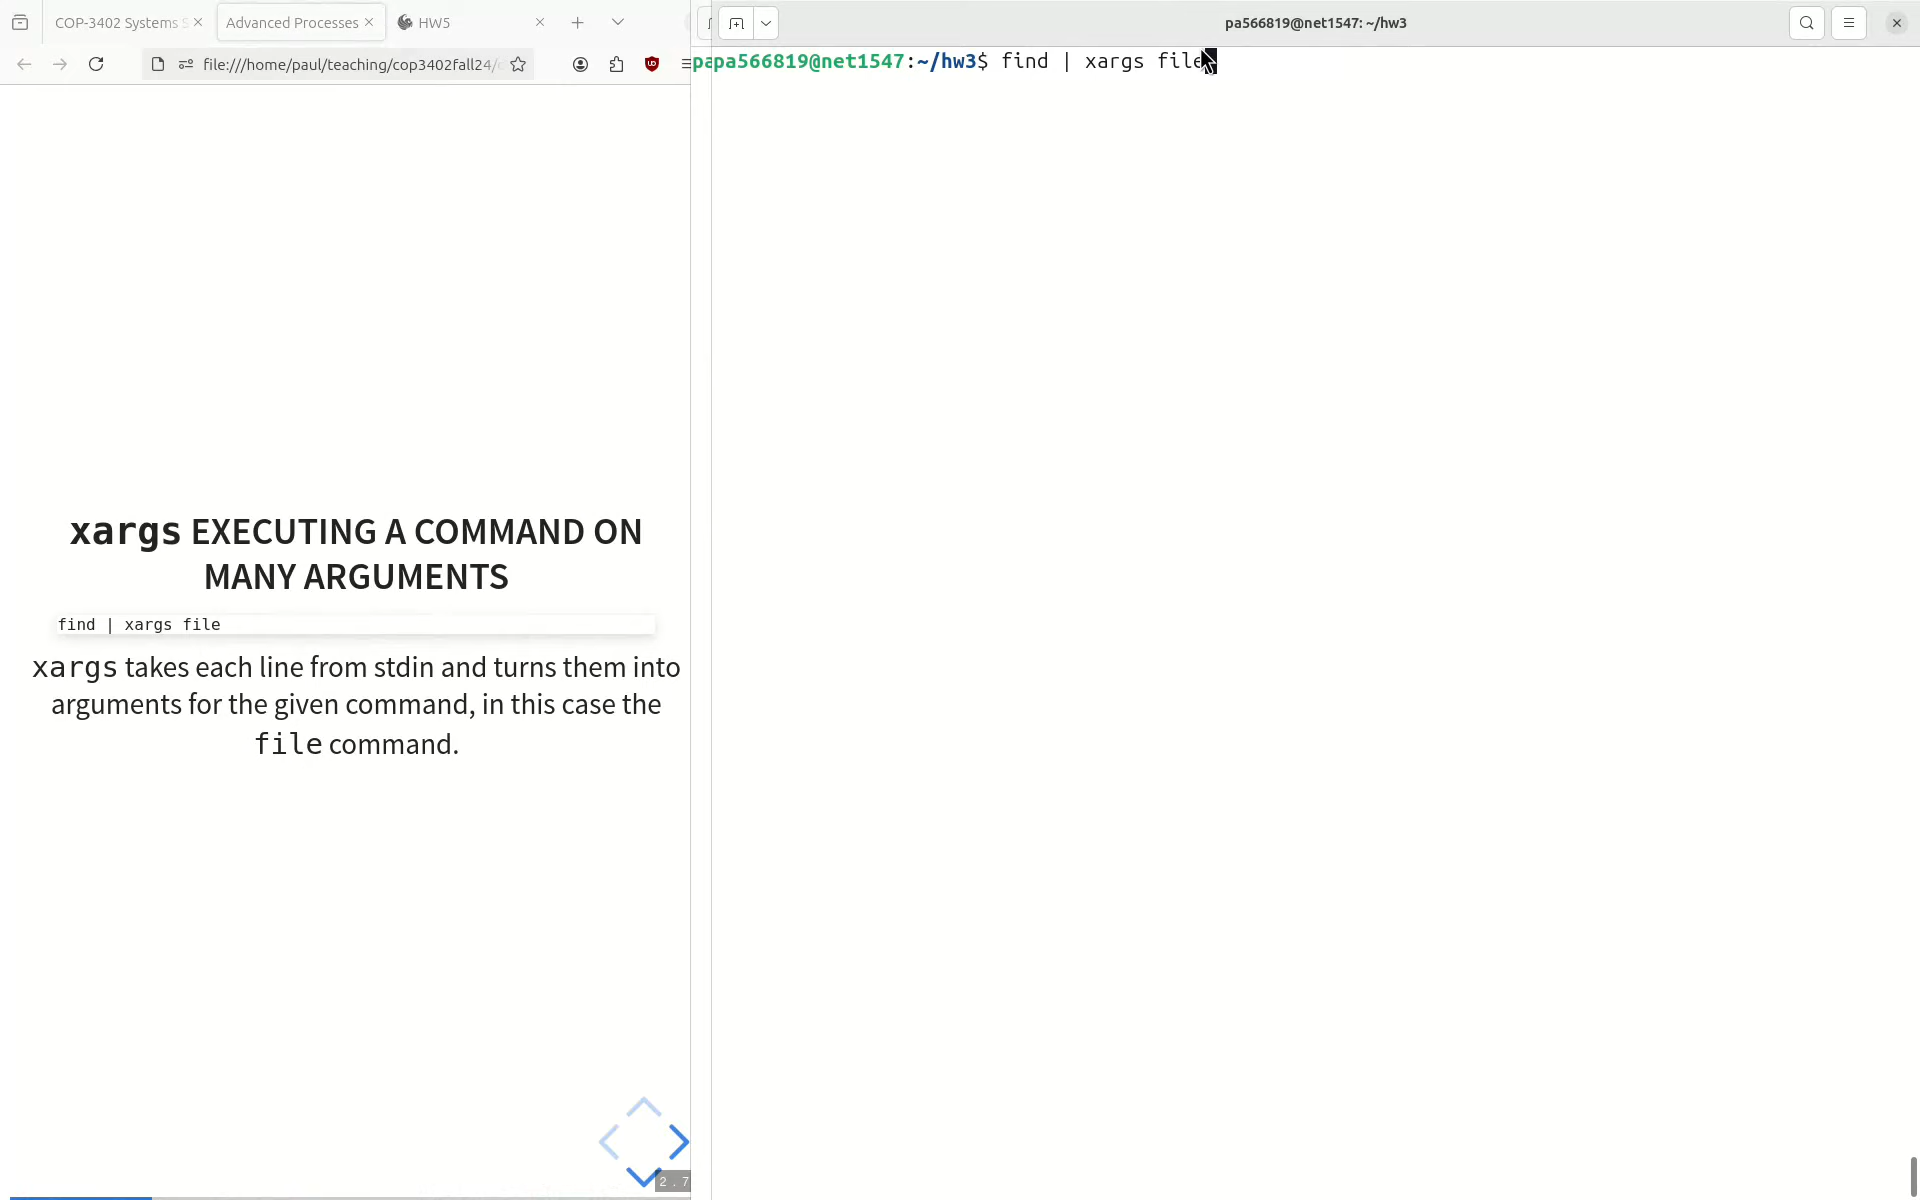 COP-3402 Systems S
Advanced Processes
HW5
file:///home/paul/teaching/cop3402fall24/
xargs EXECUTING A COMMAND ON
MANY ARGUMENTS
find | xargs file
xargs takes each line from stdin and turns them into
arguments for the given command, in this case the
file command.
2.7
pa566819@net1547: ~/hw3
papa566819@net1547:~/hw3$ find | xargs file